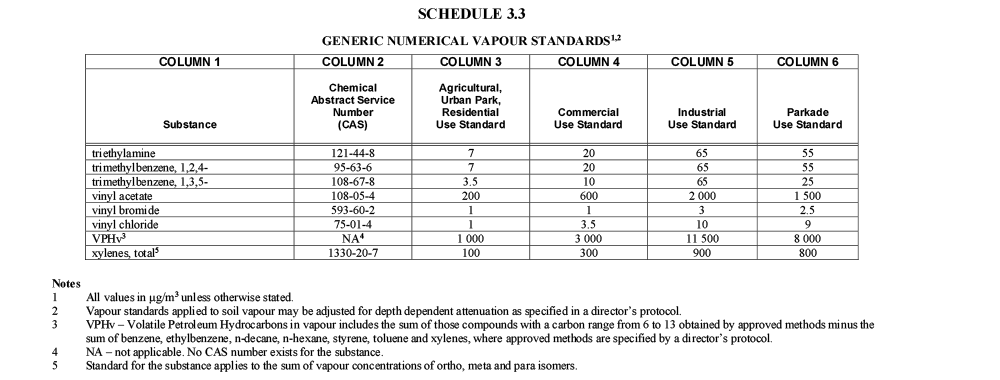 SCHEDULE 3.3
GENERIC NUMERICAL VAPOUR STANDARDS1,2
COLUMN 1 COLUMN 2 COLUMN 3 COLUMN 4 COLUMN 5 COLUMN 6
Substance Chemical Abstract Service Number (CAS) Agricultural, Urban Park, Residential Use Standard Commercial Use Standard Industrial Use Standard Parkade Use Standard
triethylamine 121-44-8 7 20 65 55
trimethylbenzene, 1,2,4- 95-63-6 7 20 65 55
trimethylbenzene, 1,3,5- 108-67-8 3.5 10 65 25
vinyl acetate 108-05-4 200 600 2 000 1 500
vinyl bromide 593-60-2 1 1 3 2.5
vinyl chloride 75-01-4 1 3.5 10 9
VPHv3 NA4 1 000 3 000 11 500 8 000
xylenes, total5 1330-20-7 100 300 900 800
Notes
1 All values in µg/m3 unless otherwise stated.
2 Vapour standards applied to soil vapour may be adjusted for depth dependent attenuation as specified in a director's protocol.
3 VPHv – Volatile Petroleum Hydrocarbons in vapour includes the sum of those compounds with a carbon range from 6 to 13 obtained by approved methods minus the
sum of benzene, ethylbenzene, n-decane, n-hexane, styrene, toluene and xylenes, where approved methods are specified by a director's protocol.
4 NA – not applicable. No CAS number exists for the substance.
5 Standard for the substance applies to the sum of vapour concentrations of ortho, meta and para isomers.